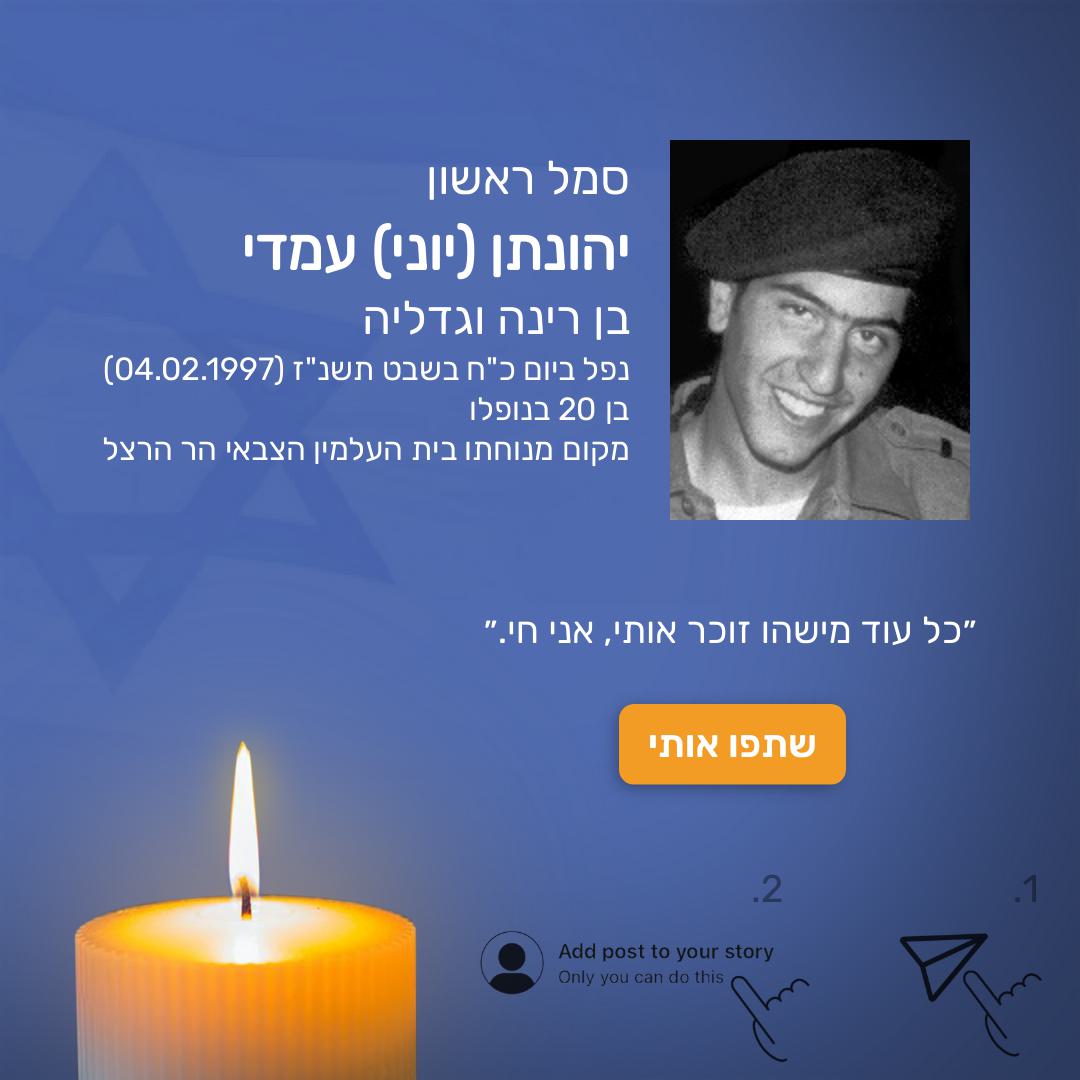 סמל ראשון
יהונתן (יוני) עמדי
בן רינה וגדליה
נפל ביום כ"ח בשבט תשנ"ז (04.02.1997)
בן 20 בנופלו
מקום מנוחתו בית העלמין הצבאי הר הרצל
״כל עוד מישהו זוכר אותי, אני חי.״
שתפו אותי
.1
.2
Add post to your story
Only you can do this